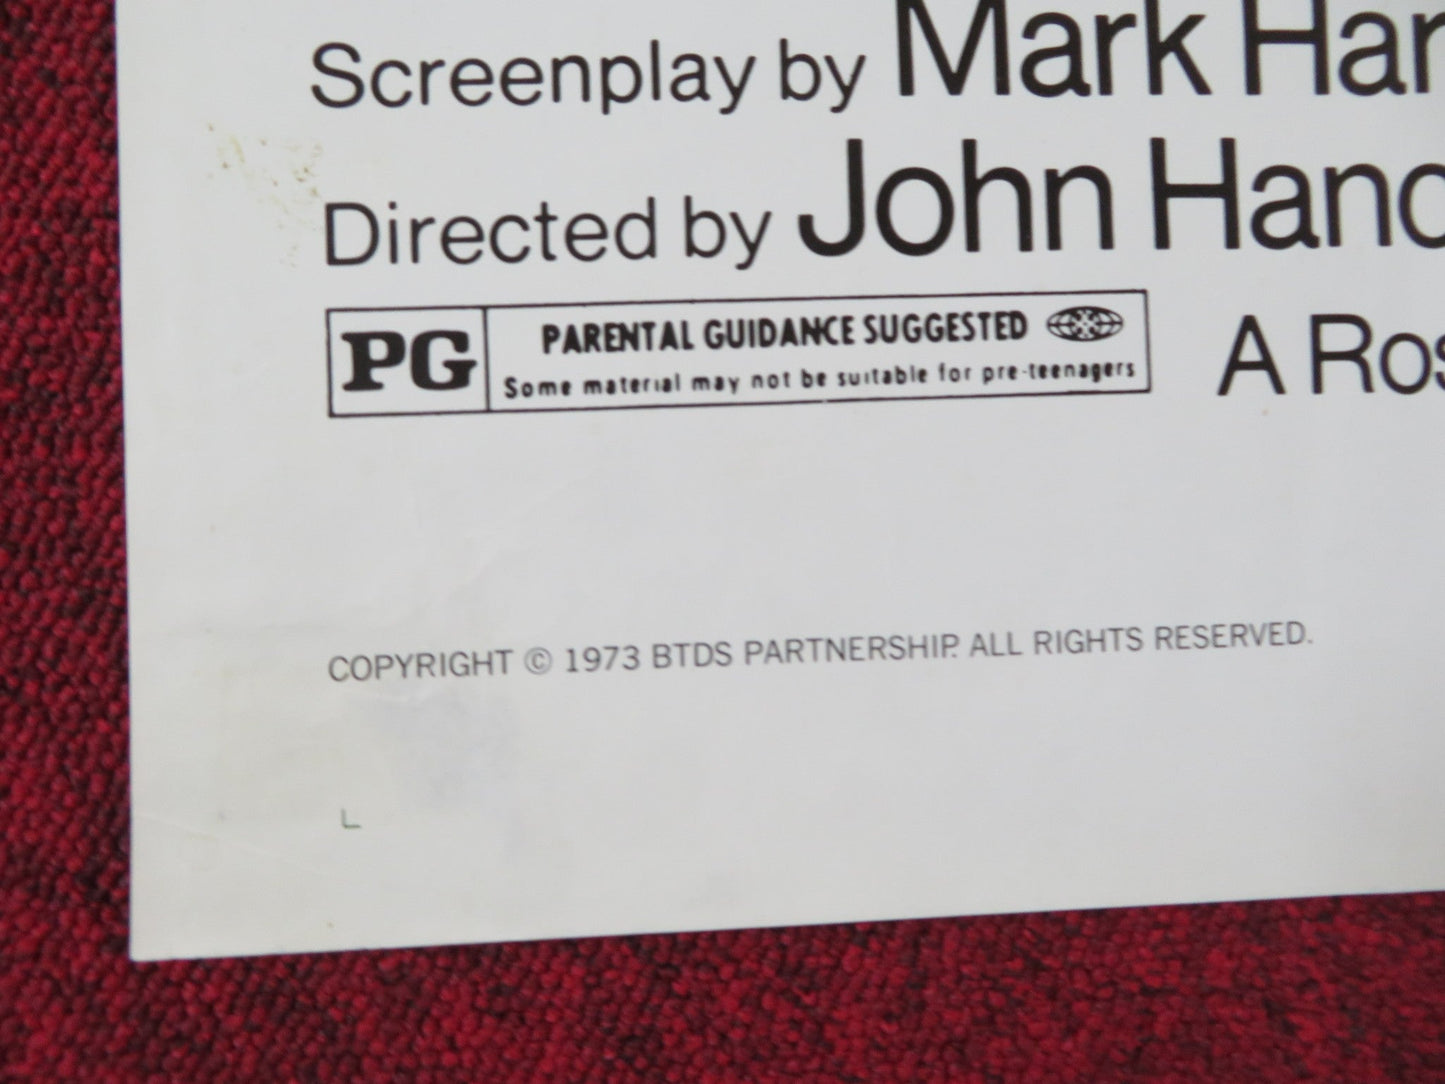 Screenplay by Mark Har
Directed by John Hanc
PG PARENTAL GUIDANCE SUGGESTED
Some material may not be suitable for pre-teenagers
A Ros
COPYRIGHT © 1973 BTDS PARTNERSHIP. ALL RIGHTS RESERVED.